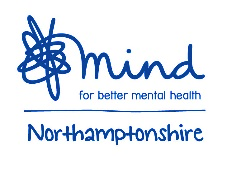 mind
for better mental health
Northamptonshire